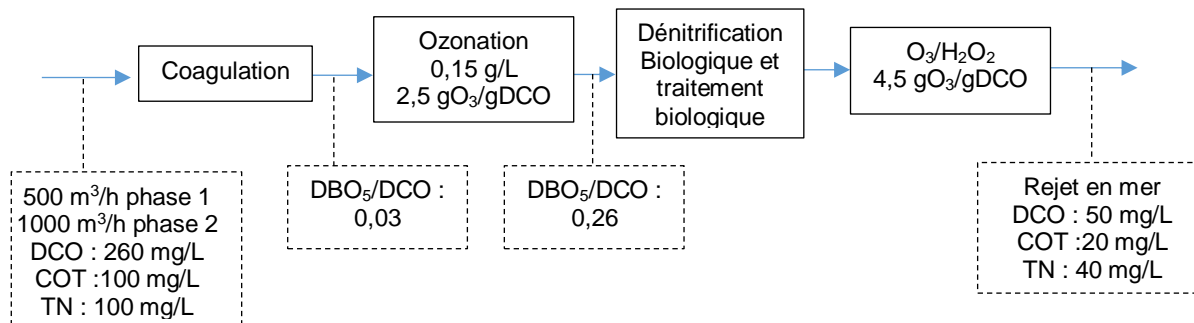 Coagulation
Ozonation
0,15 g/L
2,5 gO₃/gDCO
Dénitrification
Biologique et
traitement
biologique
O₃/H₂O₂
4,5 gO₃/gDCO
500 m³/h phase 1
1000 m³/h phase 2
DCO : 260 mg/L
COT :100 mg/L
TN : 100 mg/L
DBO₅/DCO :
0,03
DBO₅/DCO :
0,26
Rejet en mer
DCO : 50 mg/L
COT :20 mg/L
TN : 40 mg/L